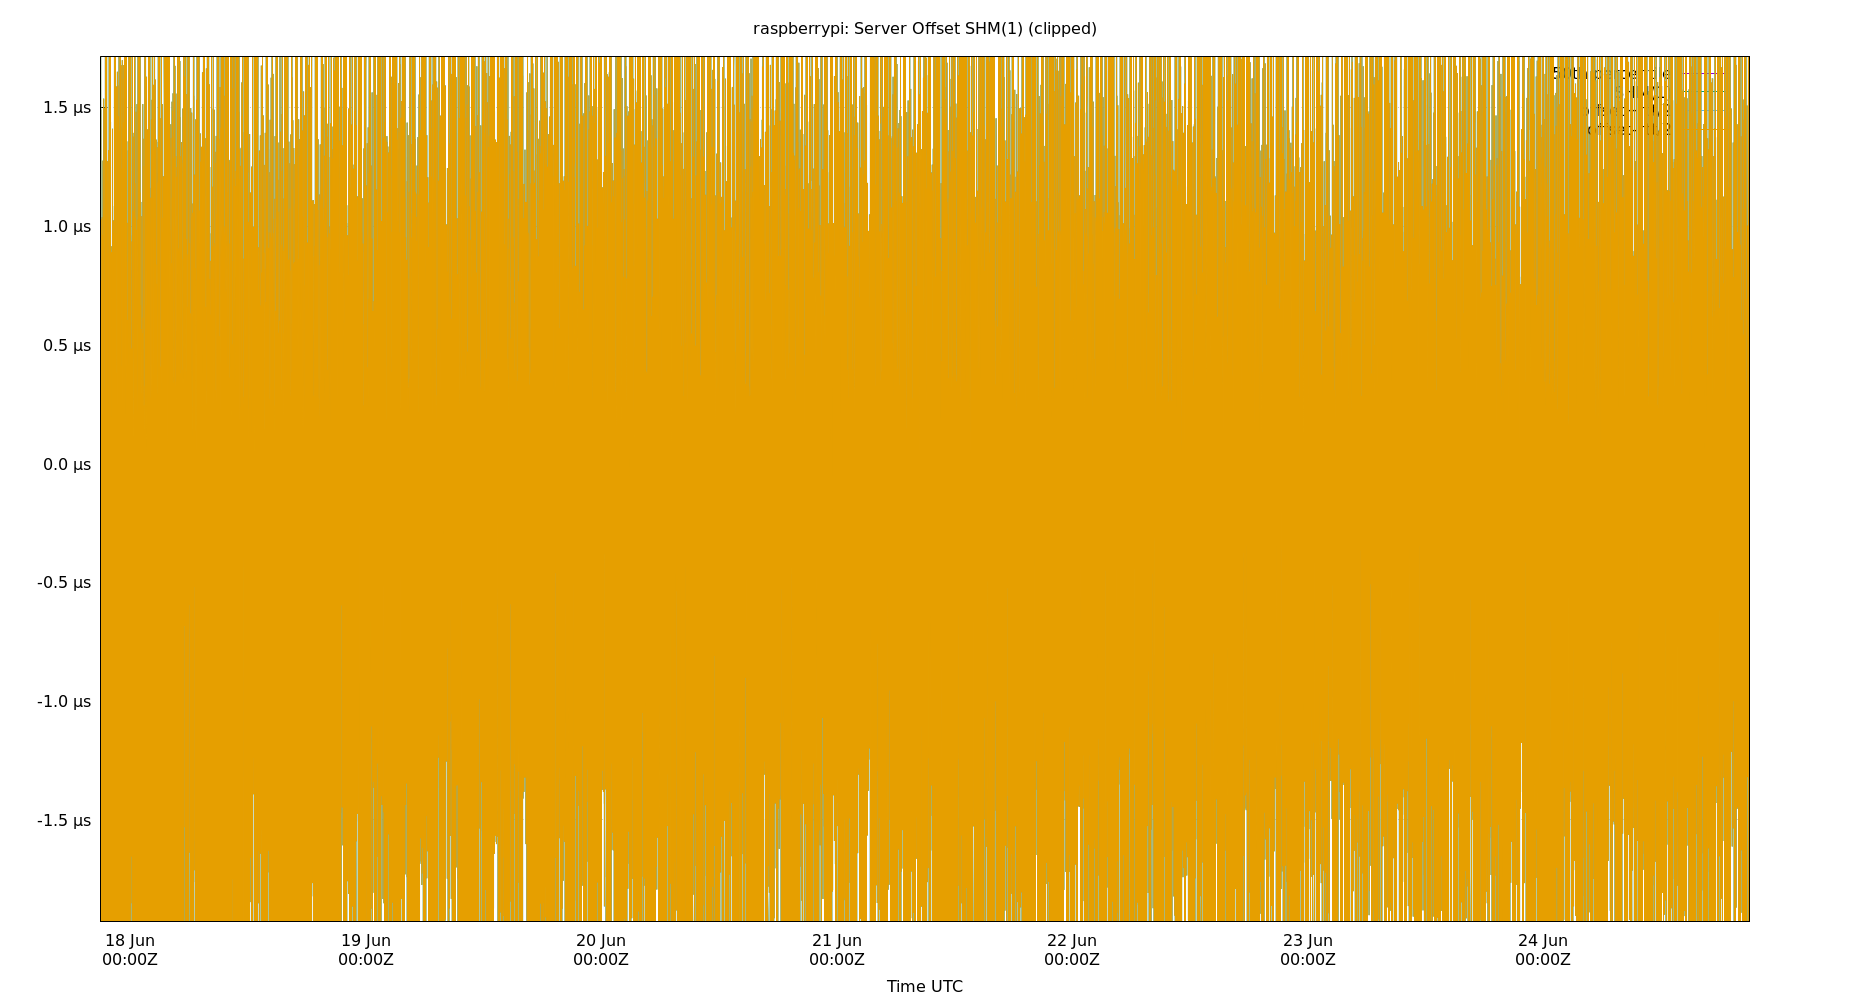 raspberrypi: Server Offset SHM(1) (clipped)
1.5 µs
1.0 µs
0.5 µs
0.0 µs
-0.5 µs
-1.0 µs
-1.5 µs
18 Jun 19 Jun 20 Jun 21 Jun 22 Jun 23 Jun 24 Jun
00:00Z 00:00Z 00:00Z 00:00Z 00:00Z 00:00Z 00:00Z
Time UTC